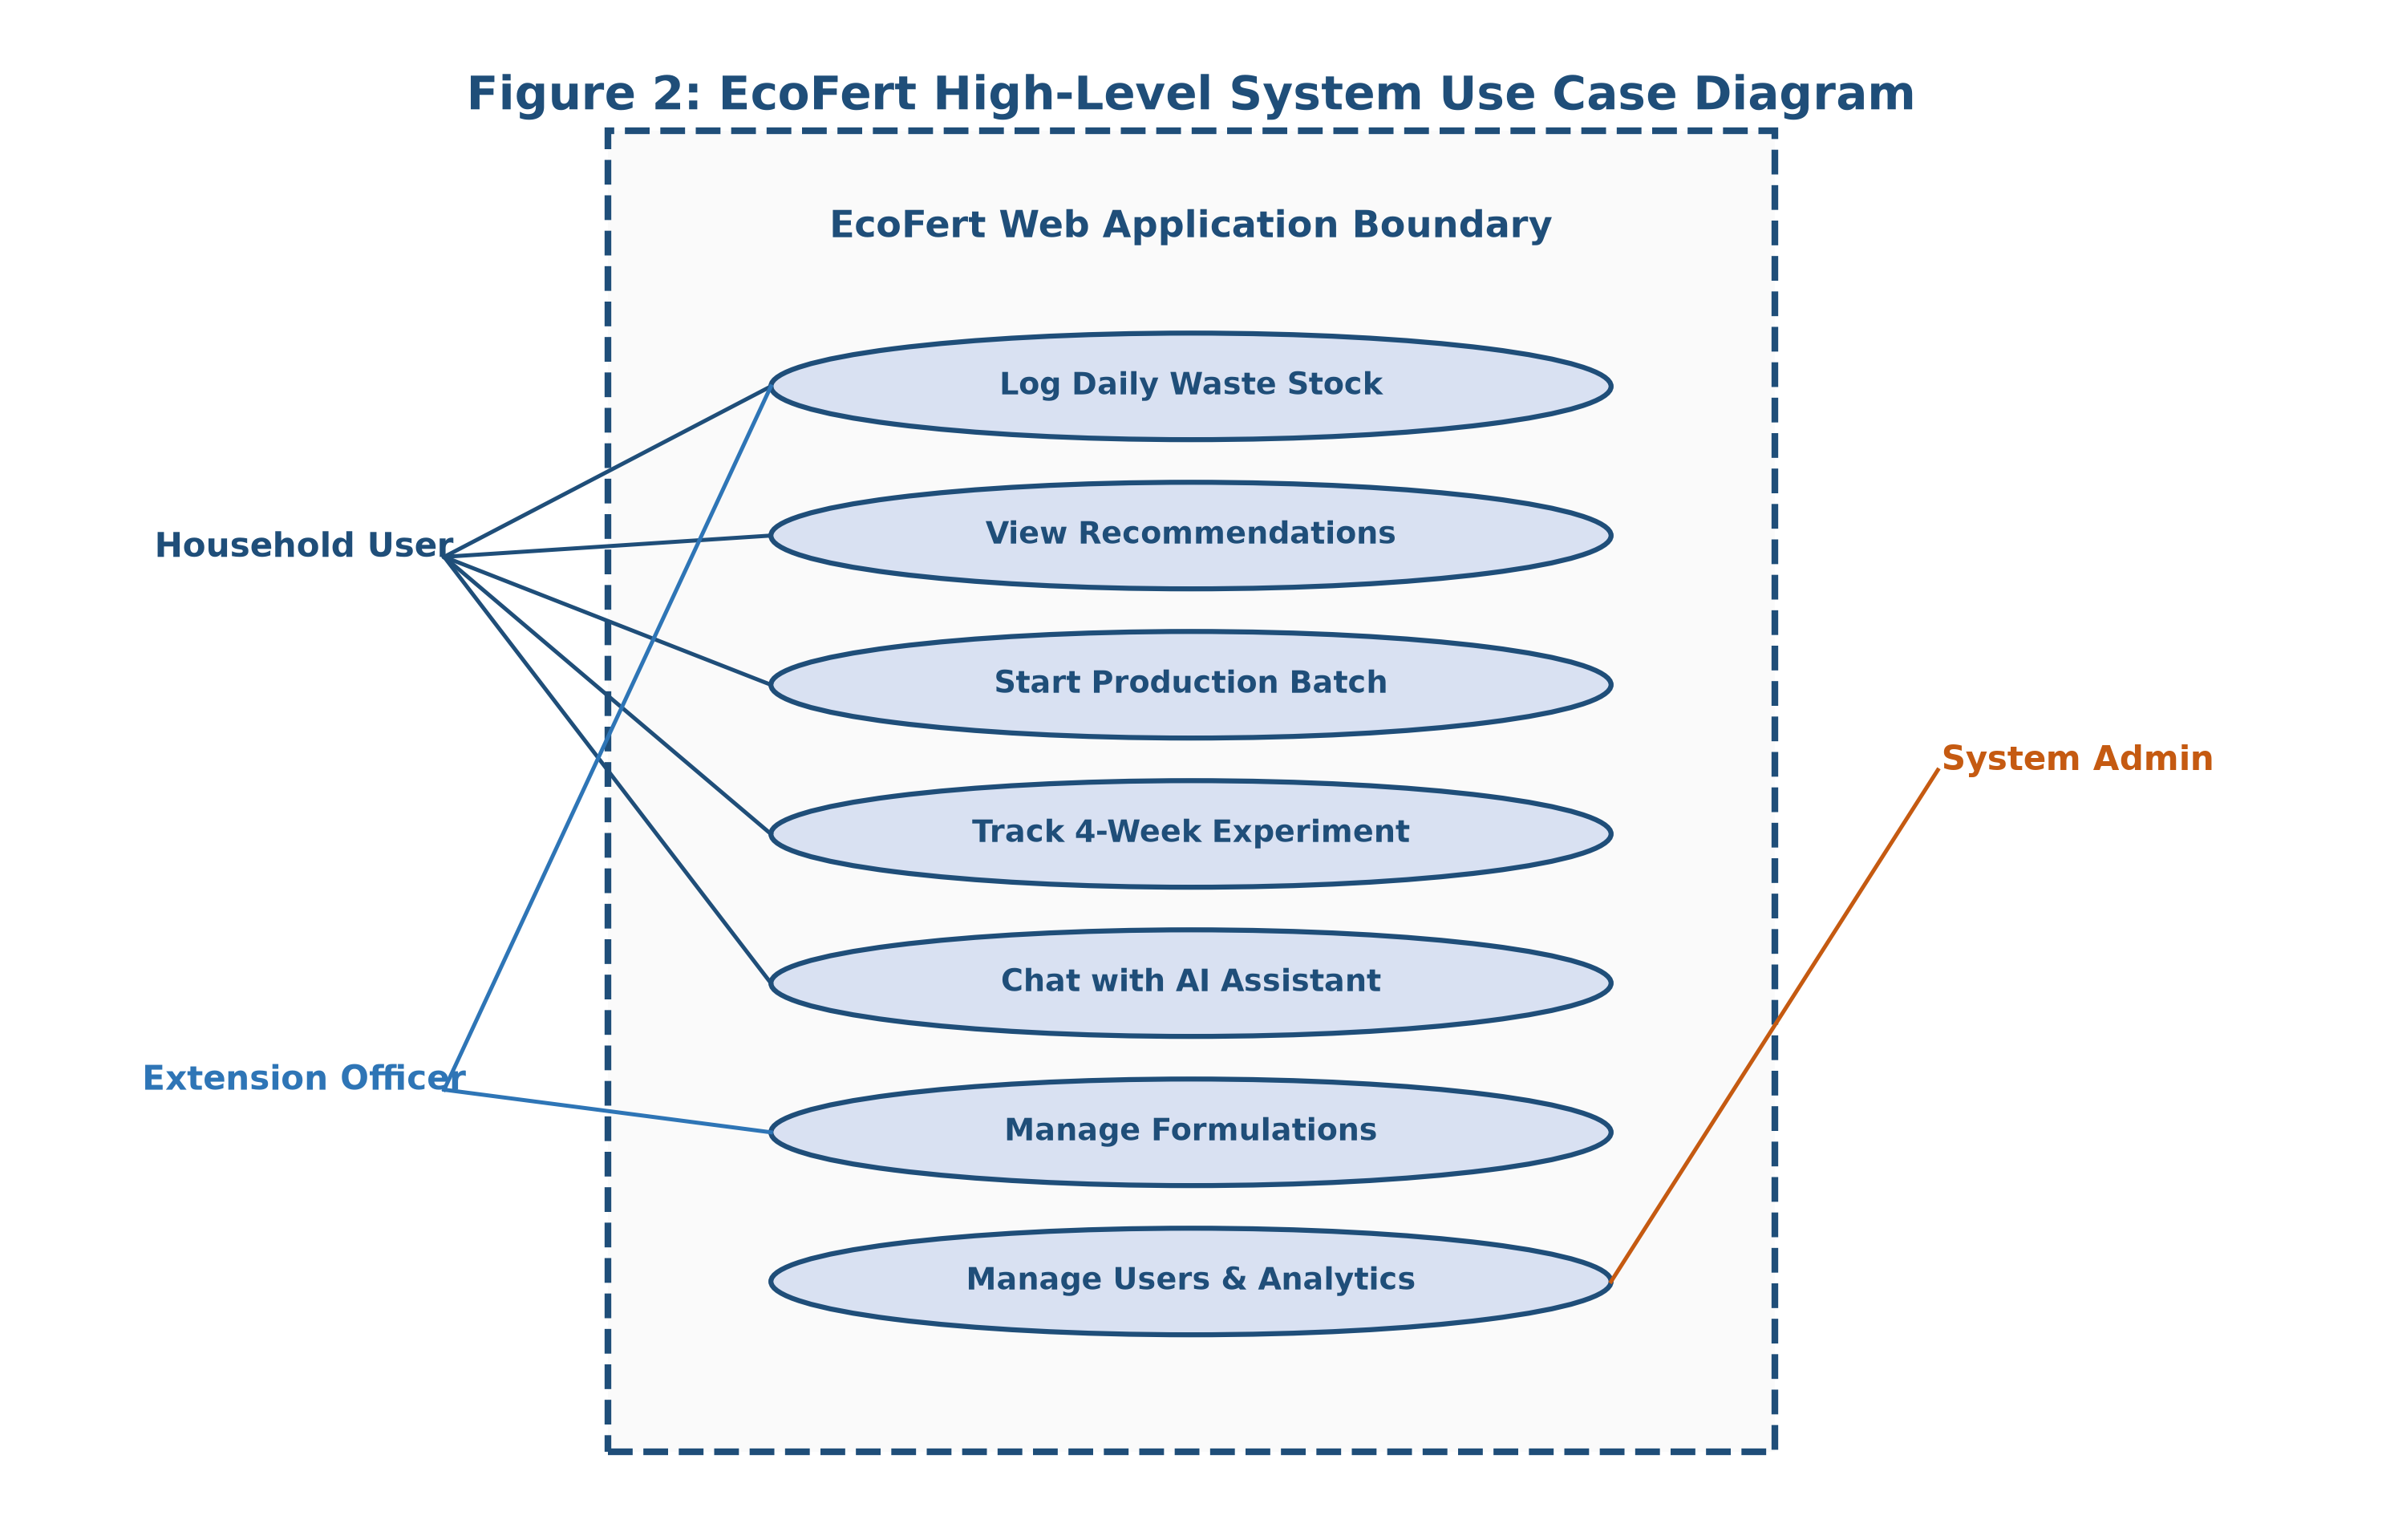 Figure 2: EcoFert High-Level System Use Case Diagram
EcoFert Web Application Boundary
Log Daily Waste Stock
View Recommendations
Household User
Start Production Batch
System Admin
Track 4-Week Experiment
Chat with AI Assistant
Extension Officer
Manage Formulations
Manage Users & Analytics